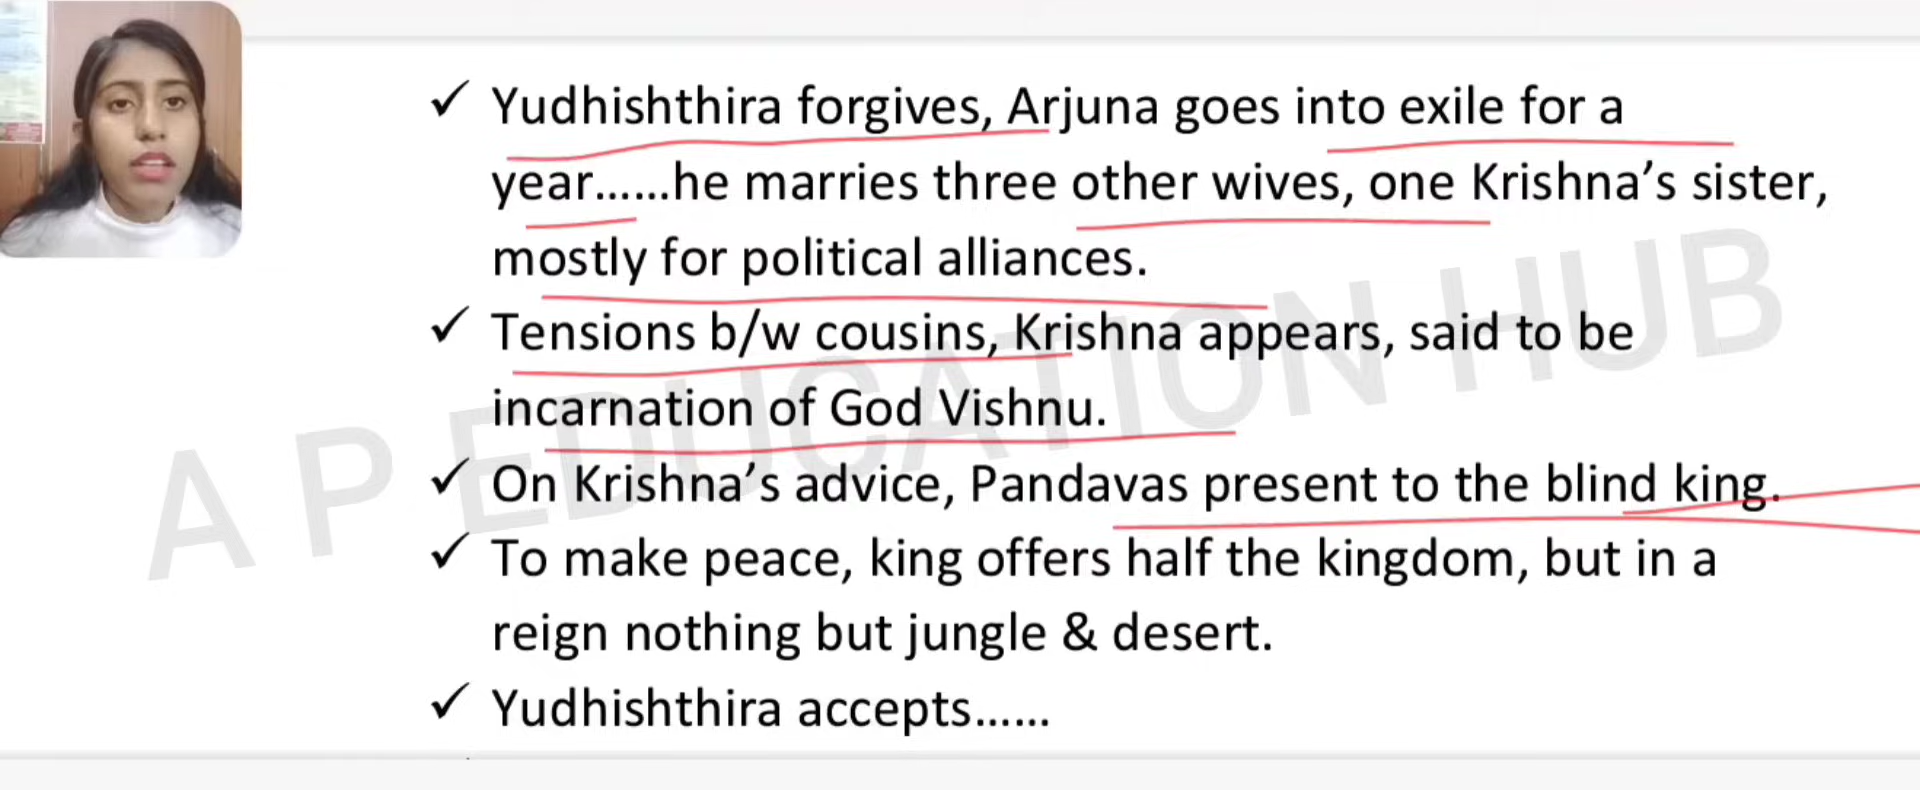 ✓ Yudhishthira forgives, Arjuna goes into exile for a
year......he marries three other wives, one Krishna's sister,
mostly for political alliances.
✓ Tensions b/w cousins, Krishna appears, said to be
incarnation of God Vishnu.
✓ On Krishna's advice, Pandavas present to the blind king.
✓ To make peace, king offers half the kingdom, but in a
reign nothing but jungle & desert.
✓ Yudhishthira accepts......
A P EDUCATION HUB